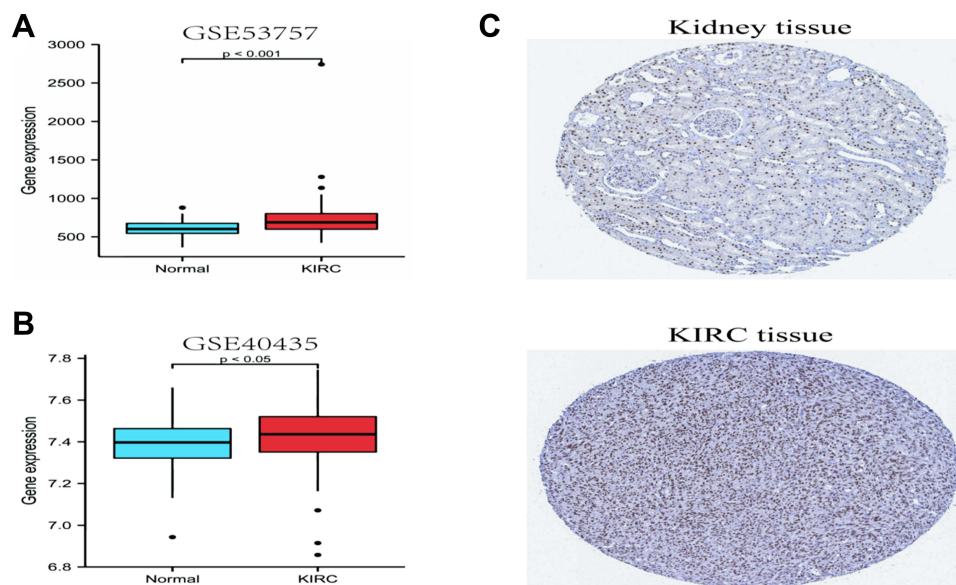 A
GSE53757
p < 0.001
Gene expression
3000
2500
2000
1500
1000
500
Normal
KIRC
B
GSE40435
p < 0.05
Gene expression
7.8
7.6
7.4
7.2
7.0
6.8
Normal
KIRC
C
Kidney tissue
KIRC tissue